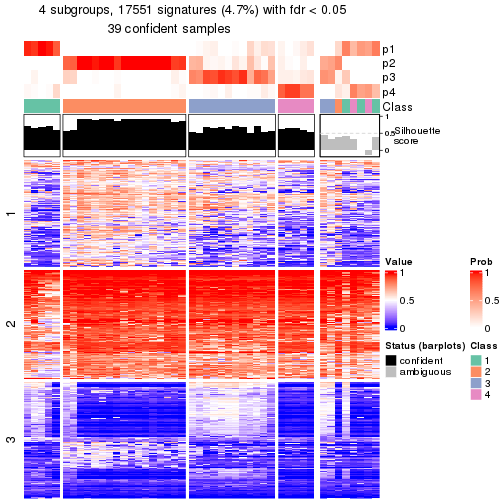 4 subgroups, 17551 signatures (4.7%) with fdr < 0.05
39 confident samples
p1
p2
p3
p4
Class
1
0.5
0
Silhouette
score
1
2
3
Value
1
0.5
0
Prob
1
0.5
0
Status (barplots)
confident
ambiguous
Class
1
2
3
4